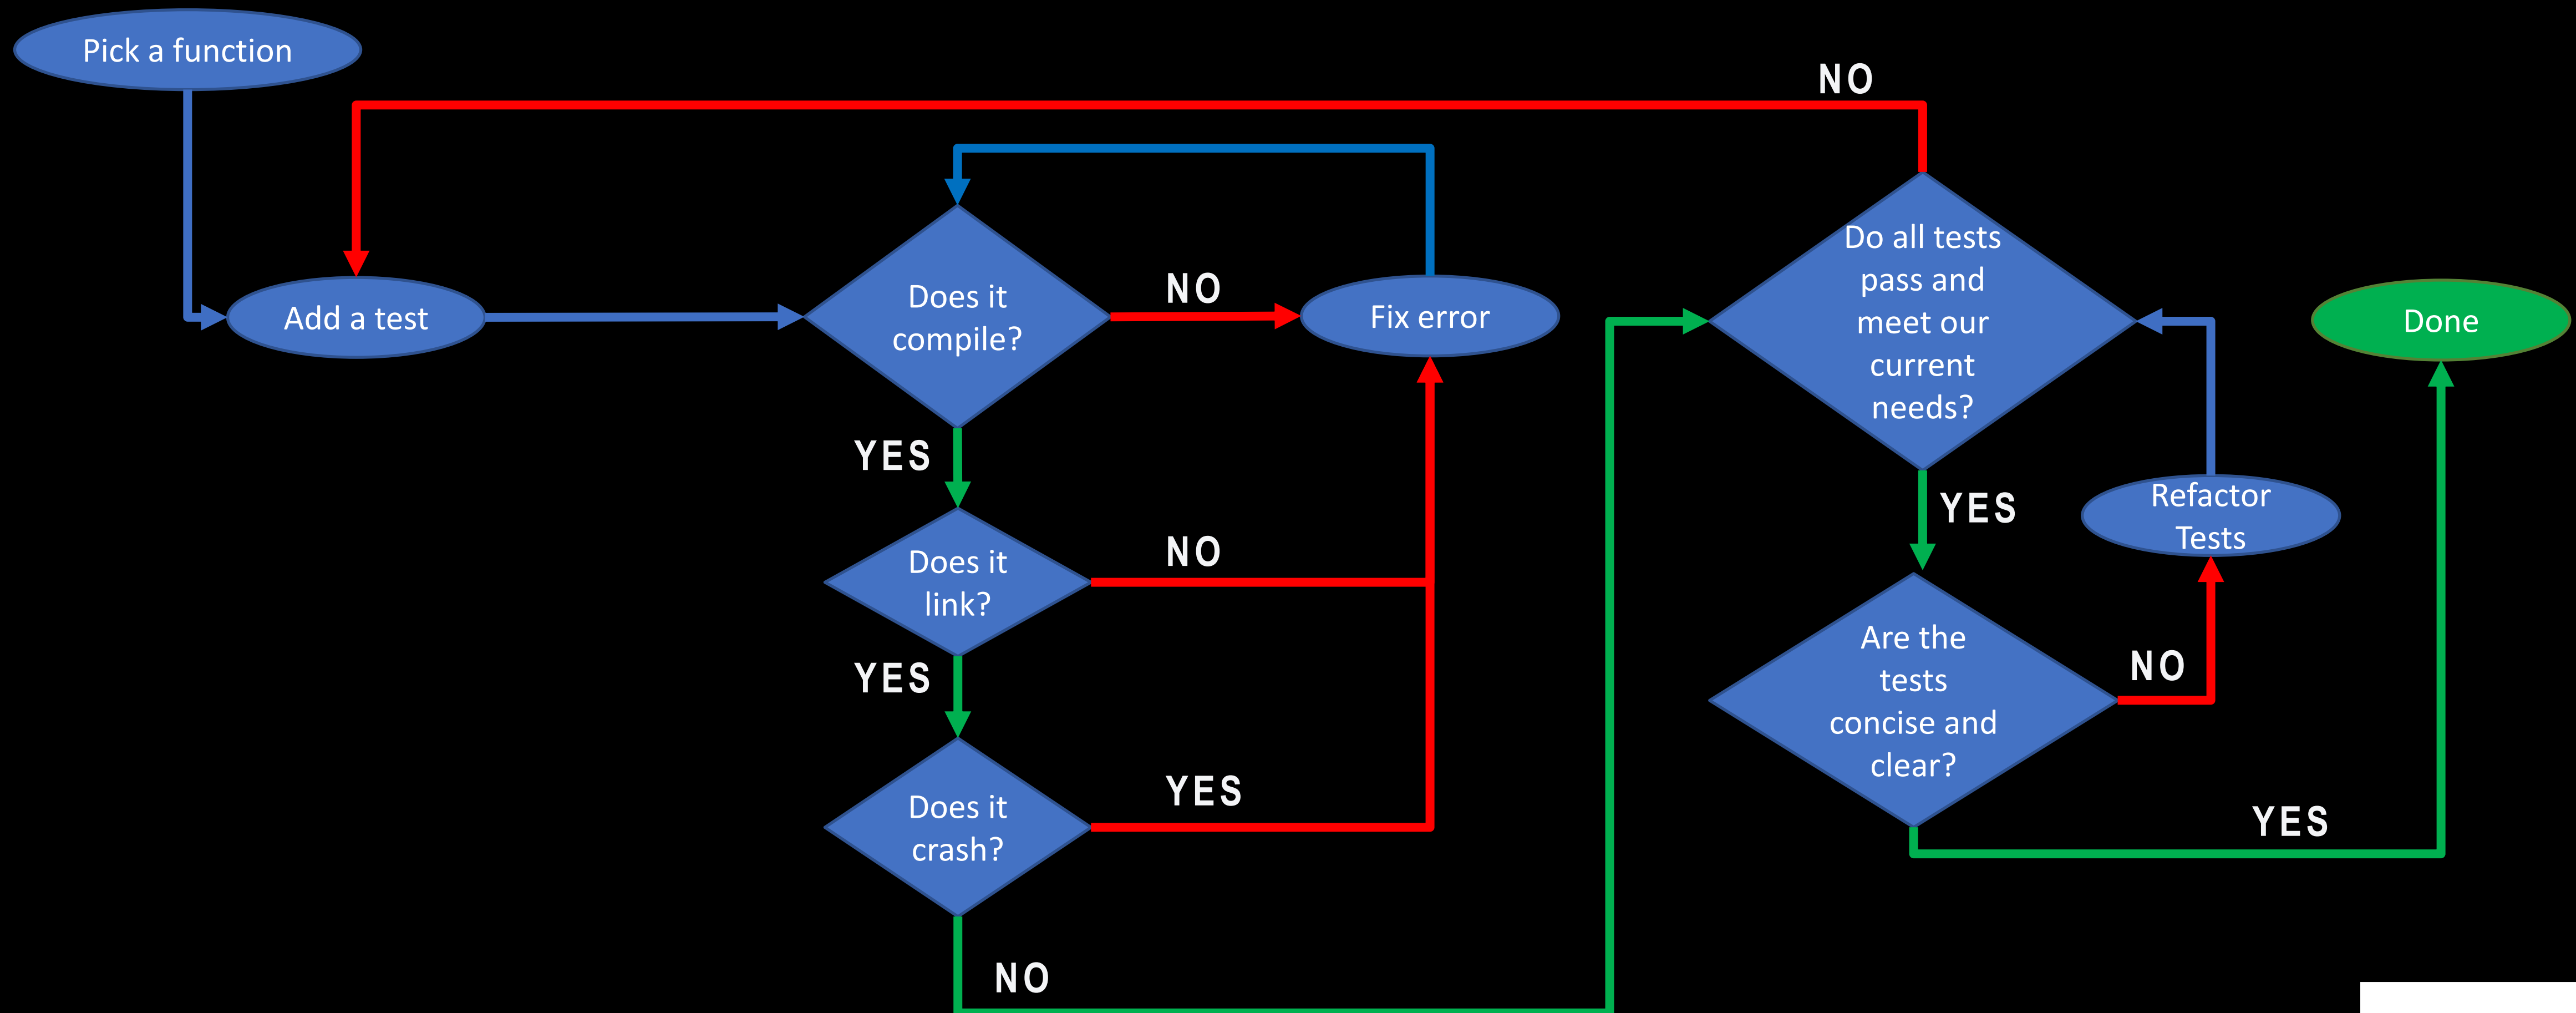 Pick a function
NO
Add a test
Does it
compile?
NO
Fix error
YES
Does it
link?
NO
YES
Does it
crash?
YES
NO
Do all tests
pass and
meet our
current
needs?
YES
Refactor
Tests
Are the
tests
concise and
clear?
NO
YES
Done